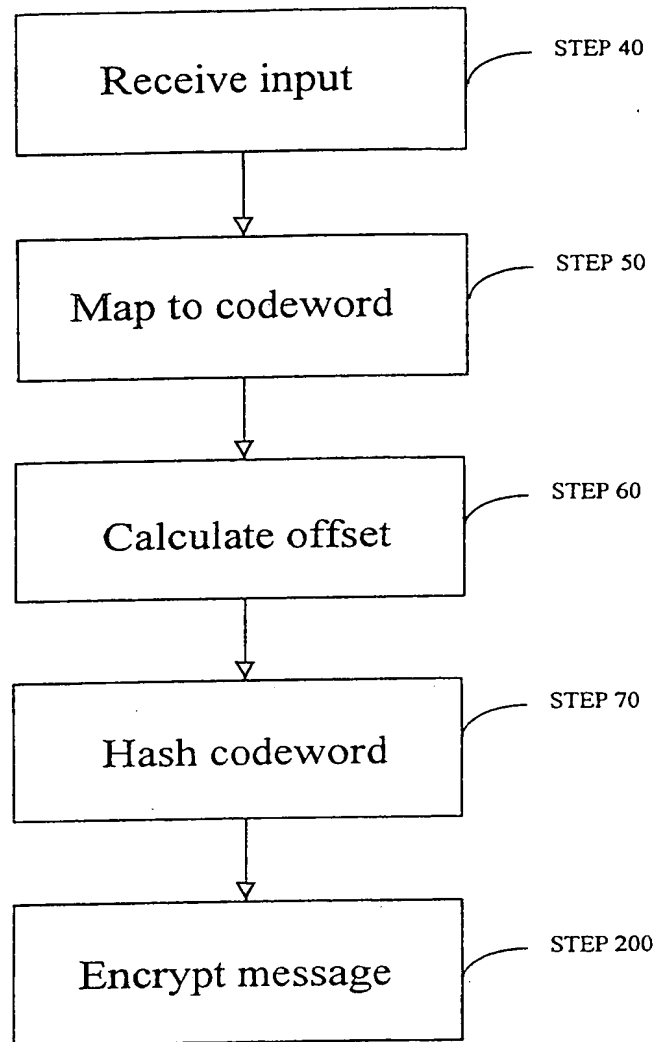 Receive input
STEP 40
Map to codeword
STEP 50
Calculate offset
STEP 60
Hash codeword
STEP 70
Encrypt message
STEP 200